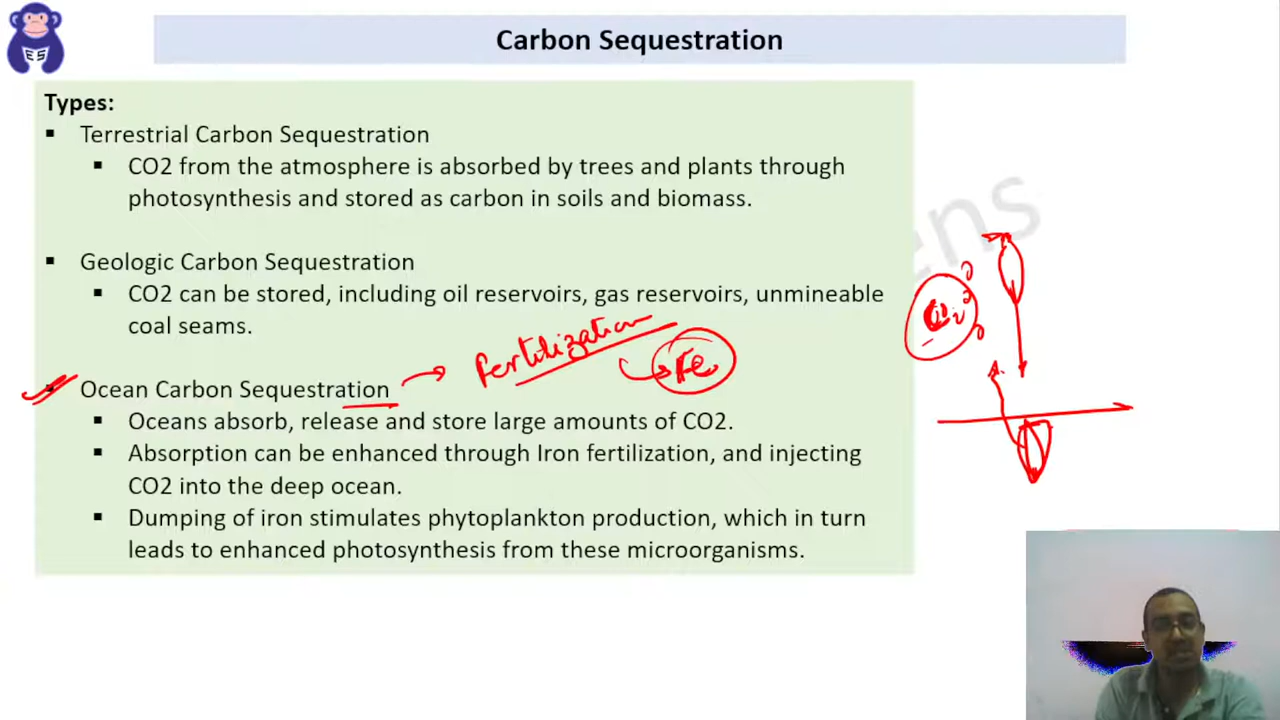 Carbon Sequestration
ES
Types:
▪ Terrestrial Carbon Sequestration
▪ CO2 from the atmosphere is absorbed by trees and plants through
photosynthesis and stored as carbon in soils and biomass.
▪ Geologic Carbon Sequestration
▪ CO2 can be stored, including oil reservoirs, gas reservoirs, unmineable
coal seams.
Fertilization
Fe
▪ Ocean Carbon Sequestration
▪ Oceans absorb, release and store large amounts of CO2.
▪ Absorption can be enhanced through Iron fertilization, and injecting
CO2 into the deep ocean.
▪ Dumping of iron stimulates phytoplankton production, which in turn
leads to enhanced photosynthesis from these microorganisms.